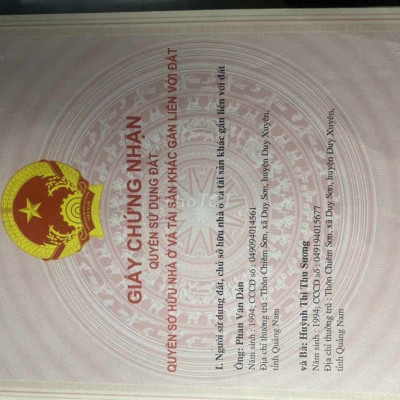 GIẤY CHỨNG NHẬN
QUYỀN SỬ DỤNG ĐẤT
QUYỀN SỞ HỮU NHÀ Ở VÀ TÀI SẢN KHÁC GẮN LIỀN VỚI ĐẤT
I. Người sử dụng đất, chủ sở hữu nhà ở và tài sản khác gắn liền với đất
Ông: Phan Văn Dẫn
Năm sinh : 1994; CCCD số : 049094014561
Địa chỉ thường trú : Thôn Chiêm Sơn, xã Duy Sơn, huyện Duy Xuyên,
tỉnh Quảng Nam
và Bà: Huỳnh Thị Thu Sương
Năm sinh : 1994; CCCD số : 049194015677
Địa chỉ thường trú : Thôn Chiêm Sơn, xã Duy Sơn, huyện Duy Xuyên,
tỉnh Quảng Nam